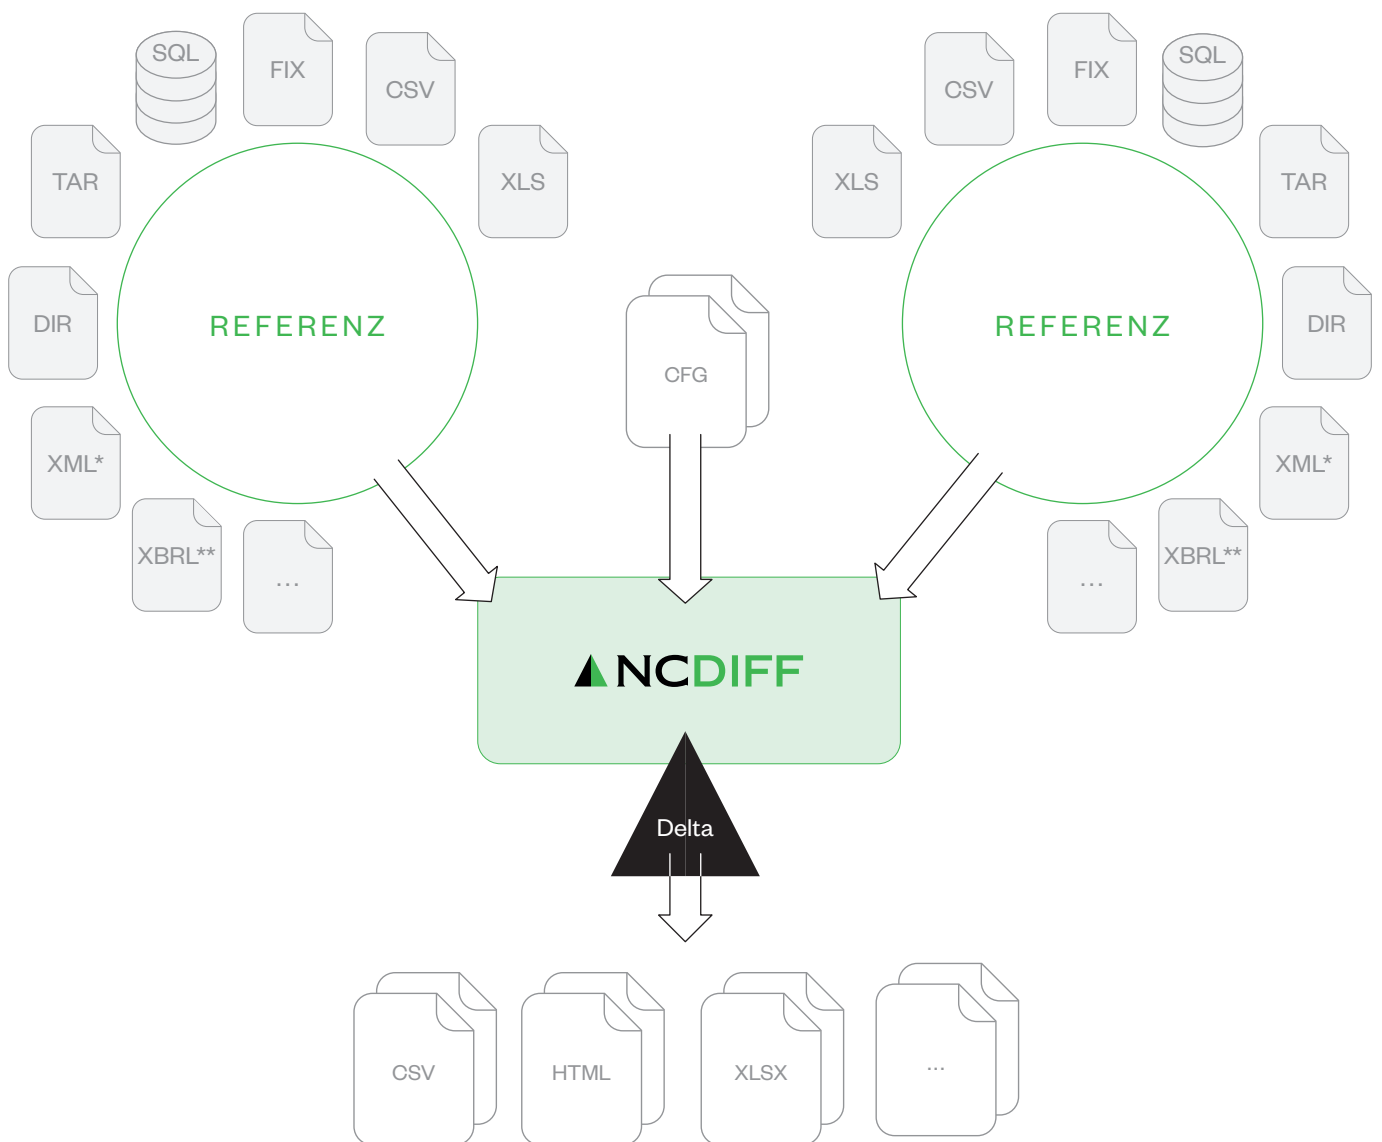 SQL
FIX
CSV
TAR
XLS
DIR
REFERENZ
XML*
XBRL**
...
CSV
FIX
SQL
XLS
TAR
REFERENZ
DIR
XML*
XBRL**
...
CFG
NCDIFF
Delta
CSV
HTML
XLSX
...